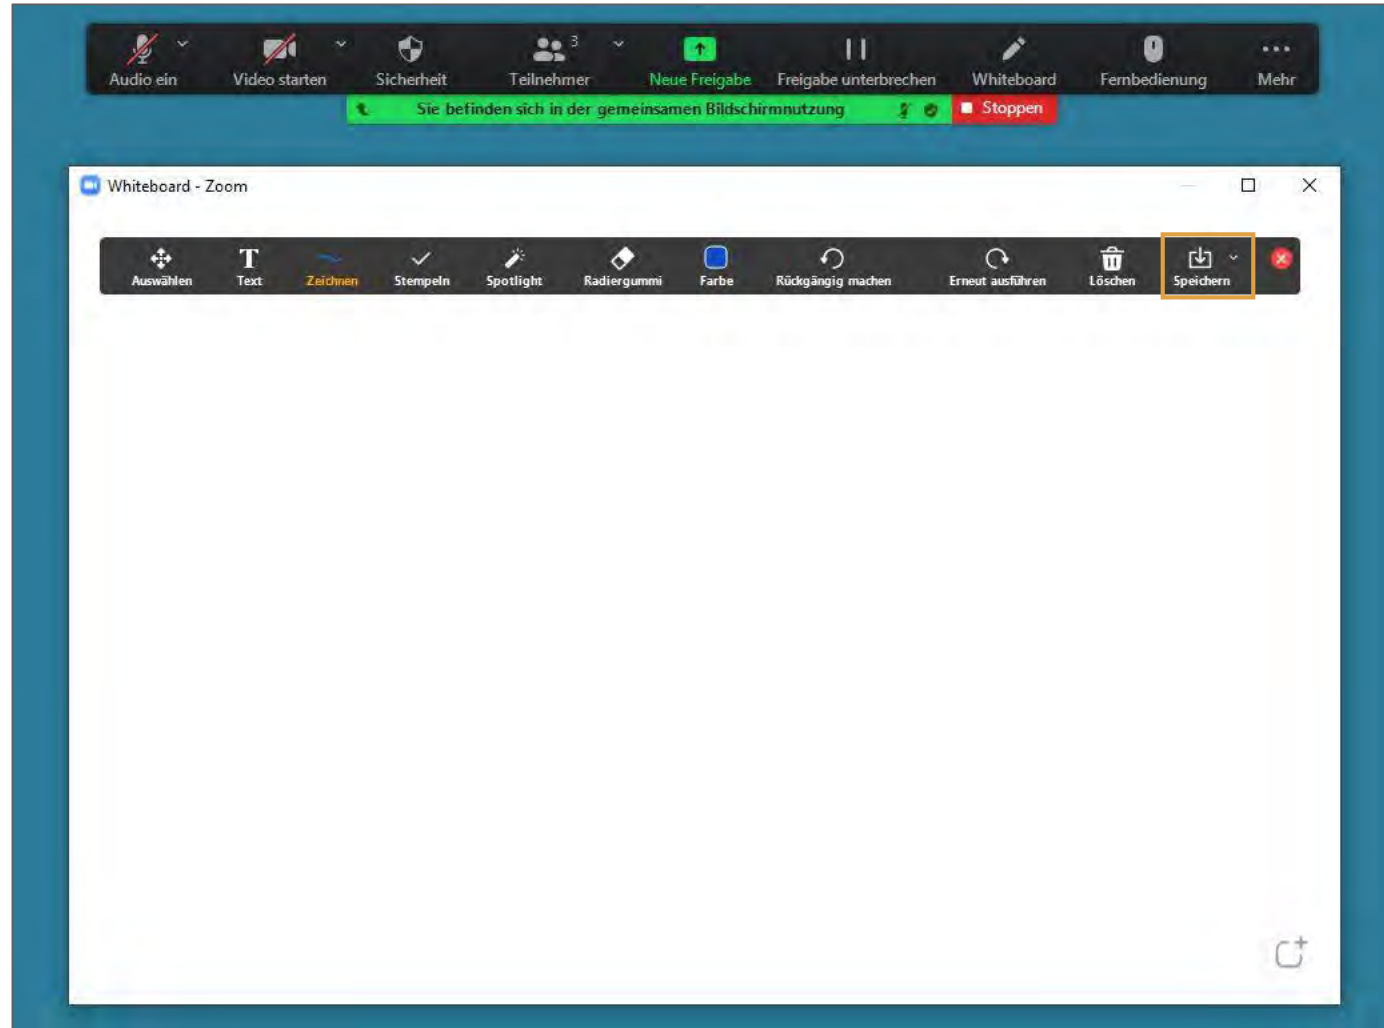 3
Audio ein Video starten Sicherheit Teilnehmer Neue Freigabe Freigabe unterbrechen Whiteboard Fernbedienung Mehr
Sie befinden sich in der gemeinsamen Bildschirmnutzung Stoppen
Whiteboard - Zoom
Auswählen Text Zeichnen Stempeln Spotlight Radiergummi Farbe Rückgängig machen Erneut ausführen Löschen Speichern